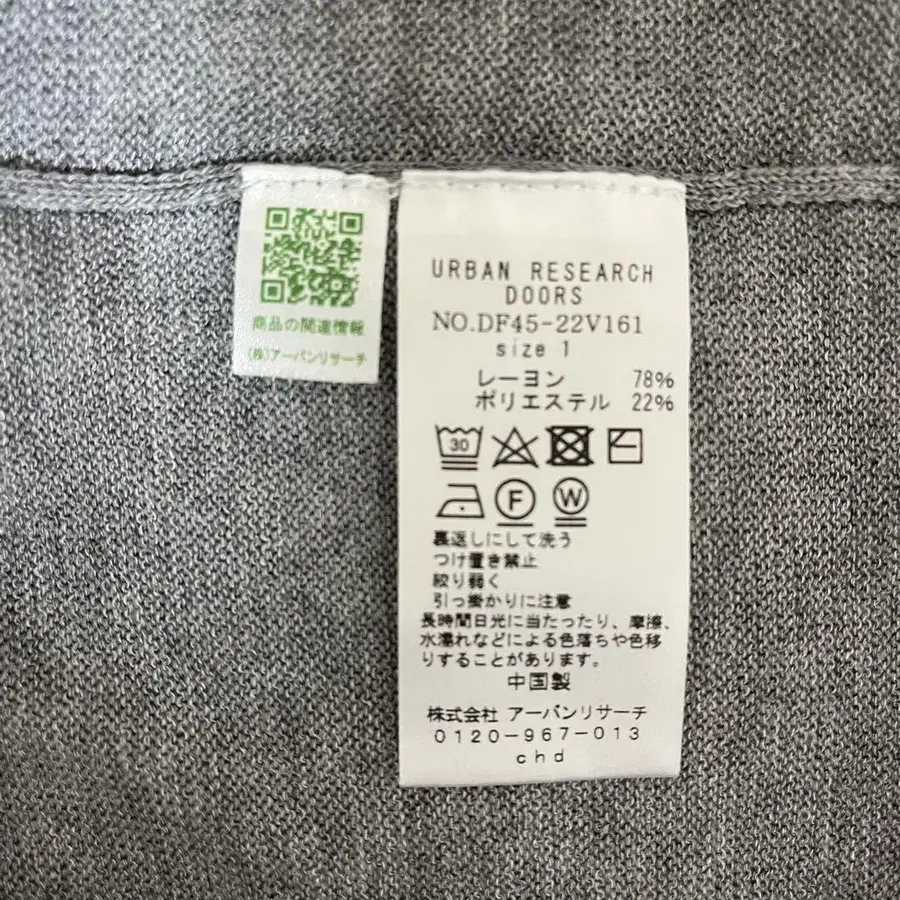 商品の関連情報
(株)アーバンリサーチ
URBAN RESEARCH
DOORS
NO.DF45-22V161
size 1
レーヨン 78%
ポリエステル 22%
30
F W
裏返しにして洗う
つけ置き禁止
絞り弱く
引っ掛かりに注意
長時間日光に当たったり、摩擦、
水濡れなどによる色落ちや色移
りすることがあります。
中国製
株式会社 アーバンリサーチ
0120-967-013
chd